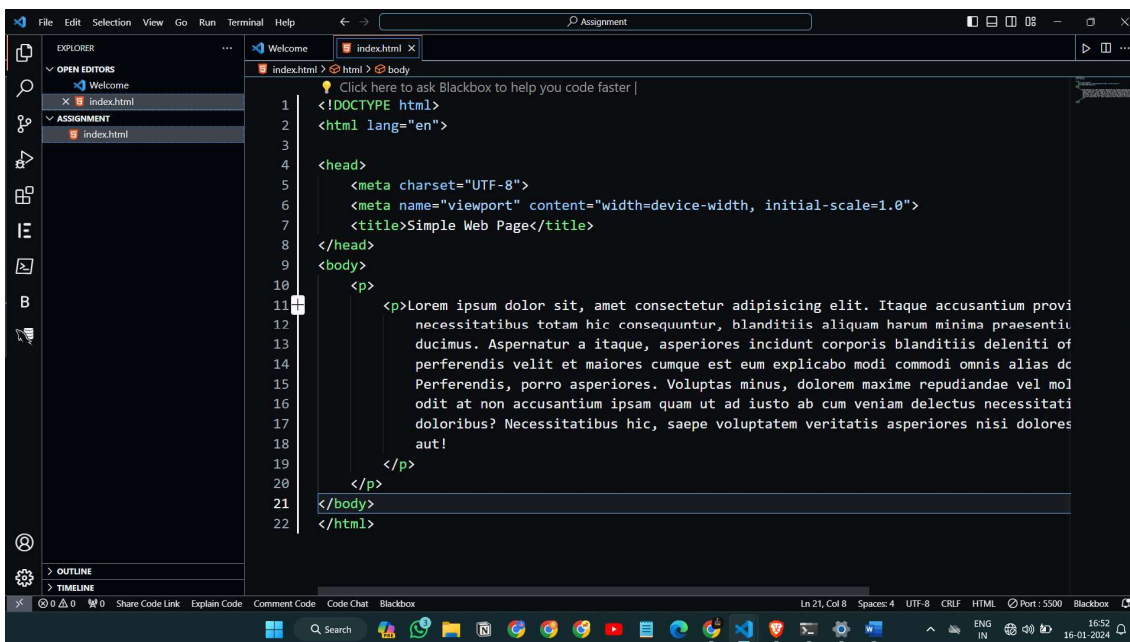 File Edit Selection View Go Run Terminal Help Assignment
EXPLORER
OPEN EDITORS
Welcome
index.html
ASSIGNMENT
index.html
OUTLINE
TIMELINE
Welcome index.html
index.html > html > body
Click here to ask Blackbox to help you code faster |
1 <!DOCTYPE html>
2 <html lang="en">
3
4 <head>
5 <meta charset="UTF-8">
6 <meta name="viewport" content="width=device-width, initial-scale=1.0">
7 <title>Simple Web Page</title>
8 </head>
9 <body>
10 <p>
11 <p>Lorem ipsum dolor sit, amet consectetur adipisicing elit. Itaque accusantium provi
12 necessitatibus totam hic consequuntur, blanditiis aliquam harum minima praesentiu
13 ducimus. Aspernatur a itaque, asperiores incidunt corporis blanditiis deleniti of
14 perferendis velit et maiores cumque est eum explicabo modi commodi omnis alias do
15 Perferendis, porro asperiores. Voluptas minus, dolorem maxime repudiandae vel mol
16 odit at non accusantium ipsam quam ut ad iusto ab cum veniam delectus necessitati
17 doloribus? Necessitatibus hic, saepe voluptatem veritatis asperiores nisi dolores
18 aut!
19 </p>
20 </p>
21 </body>
22 </html>
0 0 0 Share Code Link Explain Code Comment Code Code Chat Blackbox Ln 21, Col 8 Spaces: 4 UTF-8 CRLF HTML Port : 5500 Blackbox
Search 3 ENG IN 16:52 16-01-2024